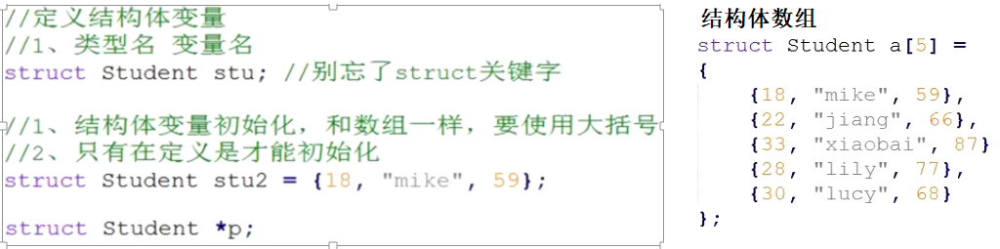 //定义结构体变量
//1、类型名 变量名
struct Student stu; //别忘了struct关键字
//1、结构体变量初始化，和数组一样，要使用大括号
//2、只有在定义是才能初始化
struct Student stu2 = {18, "mike", 59};
struct Student *p;
结构体数组
struct Student a[5] =
{
{18, "mike", 59},
{22, "jiang", 66},
{33, "xiaobai", 87}
{28, "lily", 77},
{30, "lucy", 68}
};